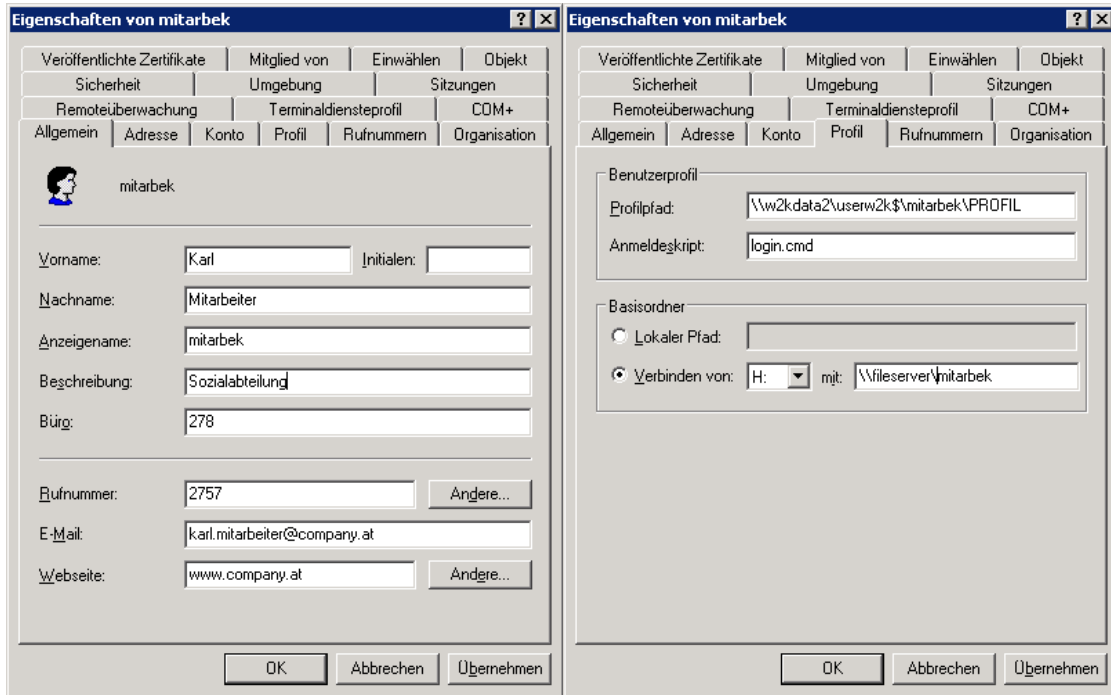 Eigenschaften von mitarbek
Veröffentlichte Zertifikate Mitglied von Einwählen Objekt
Sicherheit Umgebung Sitzungen
Remoteüberwachung Terminaldiensteprofil COM+
Allgemein Adresse Konto Profil Rufnummern Organisation
mitarbek
Vorname: Karl Initialen:
Nachname: Mitarbeiter
Anzeigename: mitarbek
Beschreibung: Sozialabteilung
Büro: 278
Rufnummer: 2757 Andere...
E-Mail: karl.mitarbeiter@company.at
Webseite: www.company.at Andere...
OK Abbrechen Übernehmen
Eigenschaften von mitarbek
Veröffentlichte Zertifikate Mitglied von Einwählen Objekt
Sicherheit Umgebung Sitzungen
Remoteüberwachung Terminaldiensteprofil COM+
Allgemein Adresse Konto Profil Rufnummern Organisation
Benutzerprofil
Profilpfad: \\w2kdata2\userw2k$\mitarbek\PROFIL
Anmeldeskript: login.cmd
Basisordner
Lokaler Pfad:
Verbinden von: H: mit: \\fileserver\mitarbek
OK Abbrechen Übernehmen